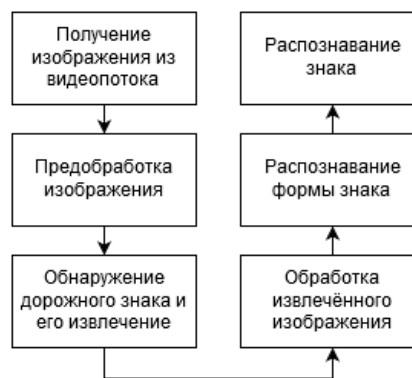 Получение
изображения из
видеопотока
Предобработка
изображения
Обнаружение
дорожного знака и
его извлечение
Обработка
извлечённого
изображения
Распознавание
формы знака
Распознавание
знака